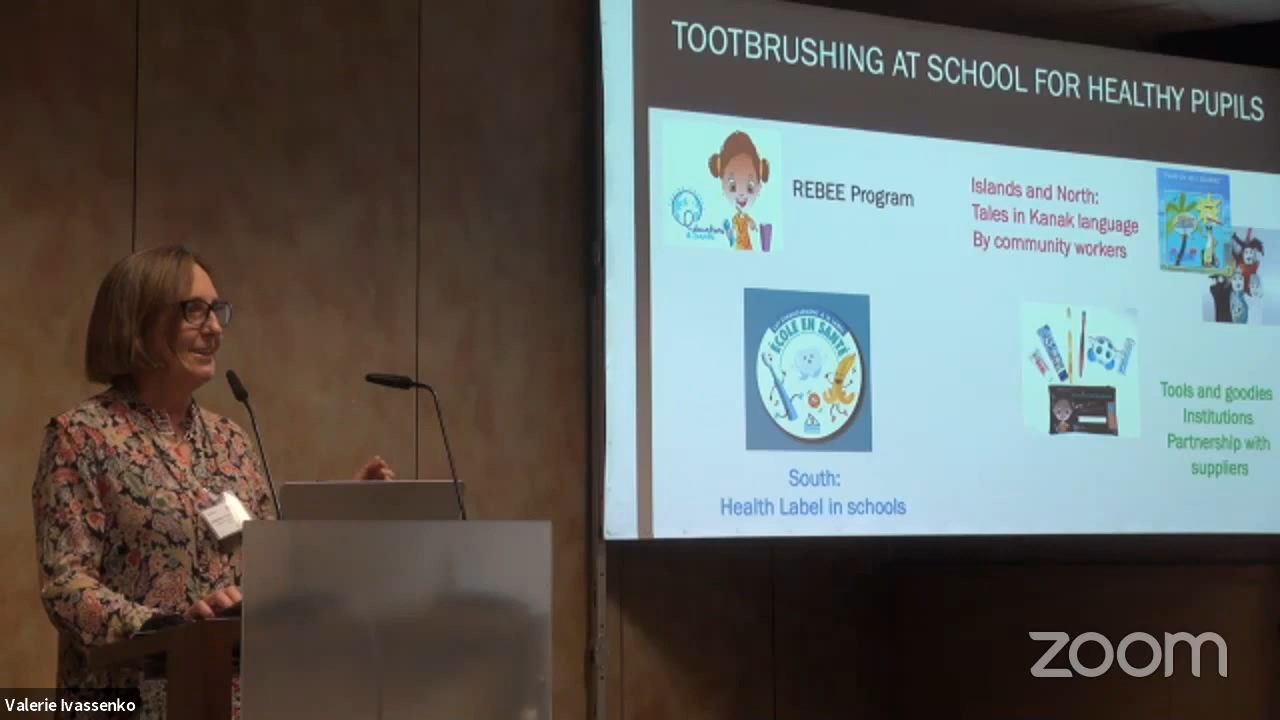 TOOTBRUSHING AT SCHOOL FOR HEALTHY PUPILS
REBEE Program
Islands and North:
Tales in Kanak language
By community workers
ÉCOLE EN SANTÉ
Tools and goodies
Institutions
Partnership with
suppliers
South:
Health Label in schools
zoom
Valerie Ivassenko